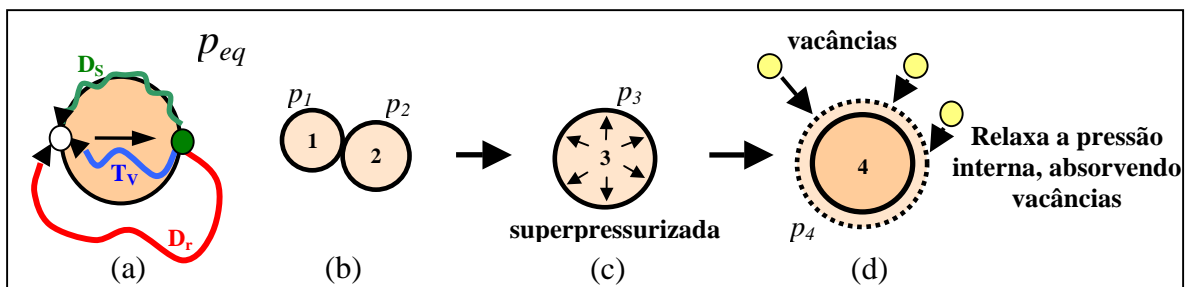 p_eq
D_S
T_V
D_r
(a)
p_1
p_2
1
2
(b)
p_3
3
superpressurizada
(c)
vacâncias
4
p_4
Relaxa a pressão
interna, absorvendo
vacâncias
(d)